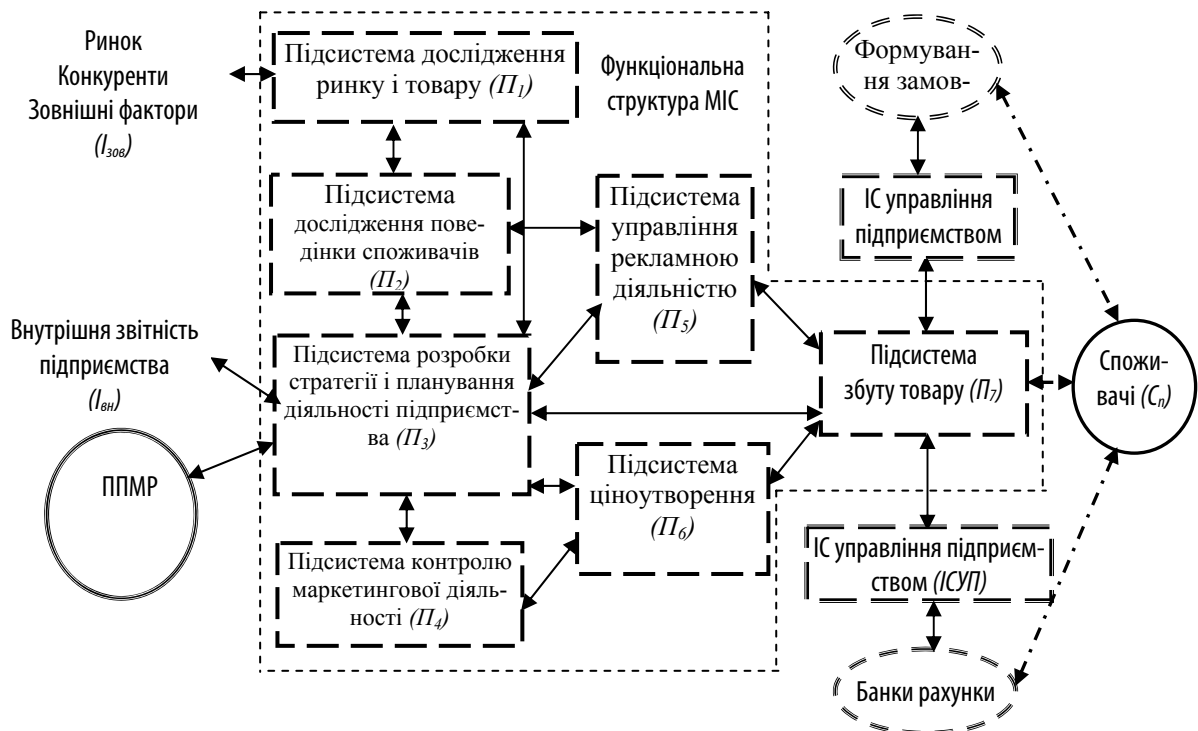 Ринок
Конкуренти
Зовнішні фактори
(I зов)
Підсистема дослідження
ринку і товару (П1)
Функціональна
структура МІС
Формуван-
ня замов-
Підсистема
дослідження пове-
дінки споживачів
(П2)
Підсистема
управління
рекламною
діяльністю
(П5)
ІС управління
підприємством
Внутрішня звітність
підприємства
(Iвн)
ППМР
Підсистема розробки
стратегії і планування
діяльності підприємст-
ва (П3)
Підсистема
збуту товару (П7)
Спожи-
вачі (Сп)
Підсистема
ціноутворення
(П6)
Підсистема контролю
маркетингової діяль-
ності (П4)
ІС управління підприєм-
ством (ІСУП)
Банки рахунки